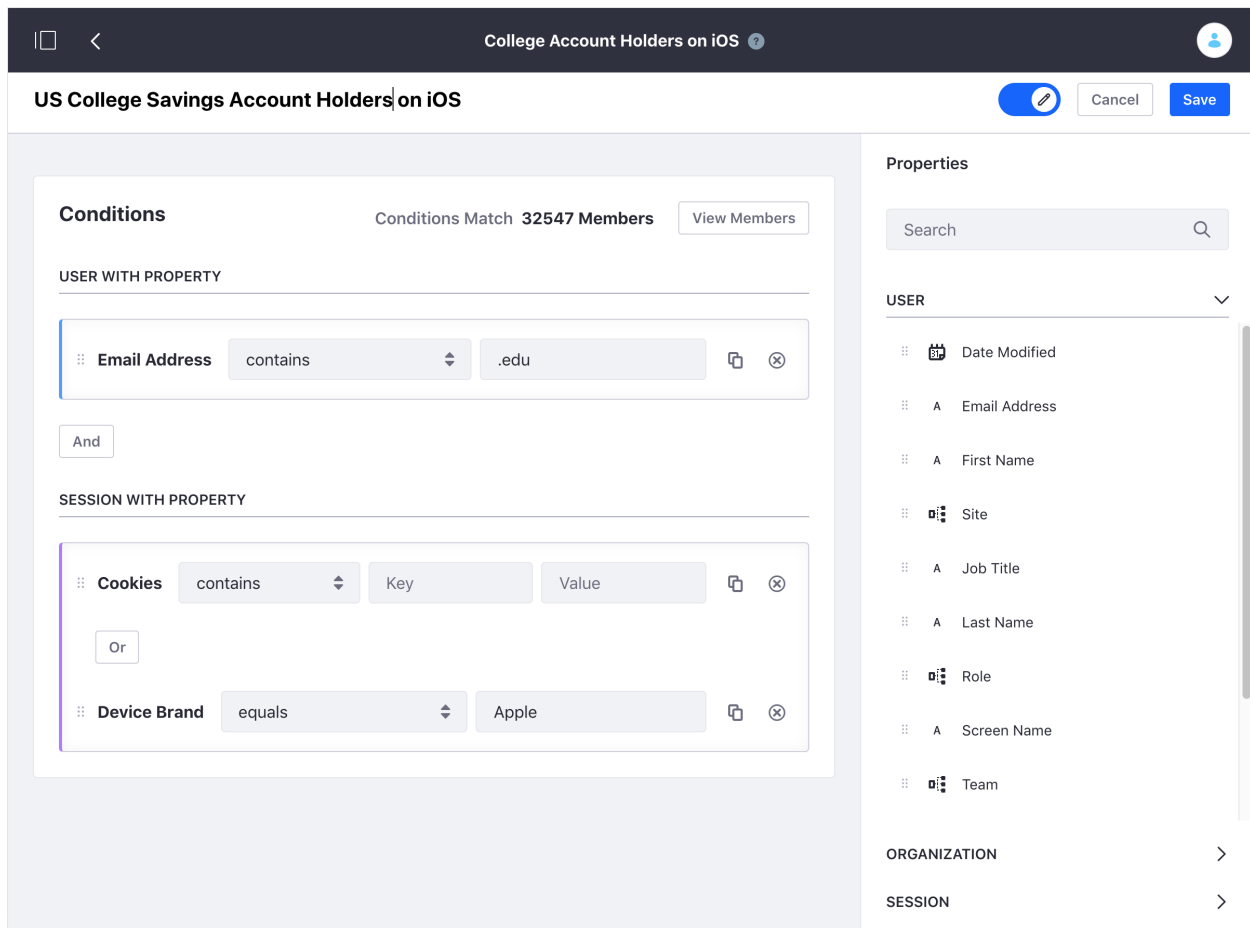 College Account Holders on iOS ?
US College Savings Account Holders on iOS
Cancel
Save
Conditions
Conditions Match 32547 Members
View Members
USER WITH PROPERTY
Email Address
contains
.edu
And
SESSION WITH PROPERTY
Cookies
contains
Key
Value
Or
Device Brand
equals
Apple
Properties
Search
USER
31 Date Modified
A Email Address
A First Name
Site
A Job Title
A Last Name
Role
A Screen Name
Team
ORGANIZATION
SESSION